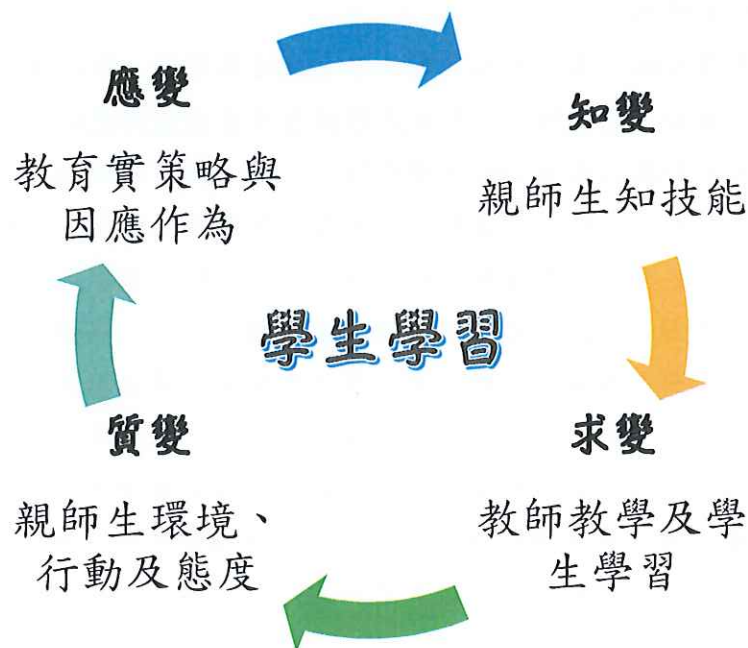 應變
教育實策略與
因應作為
知變
親師生知技能
學生學習
質變
親師生環境、
行動及態度
求變
教師教學及學
生學習